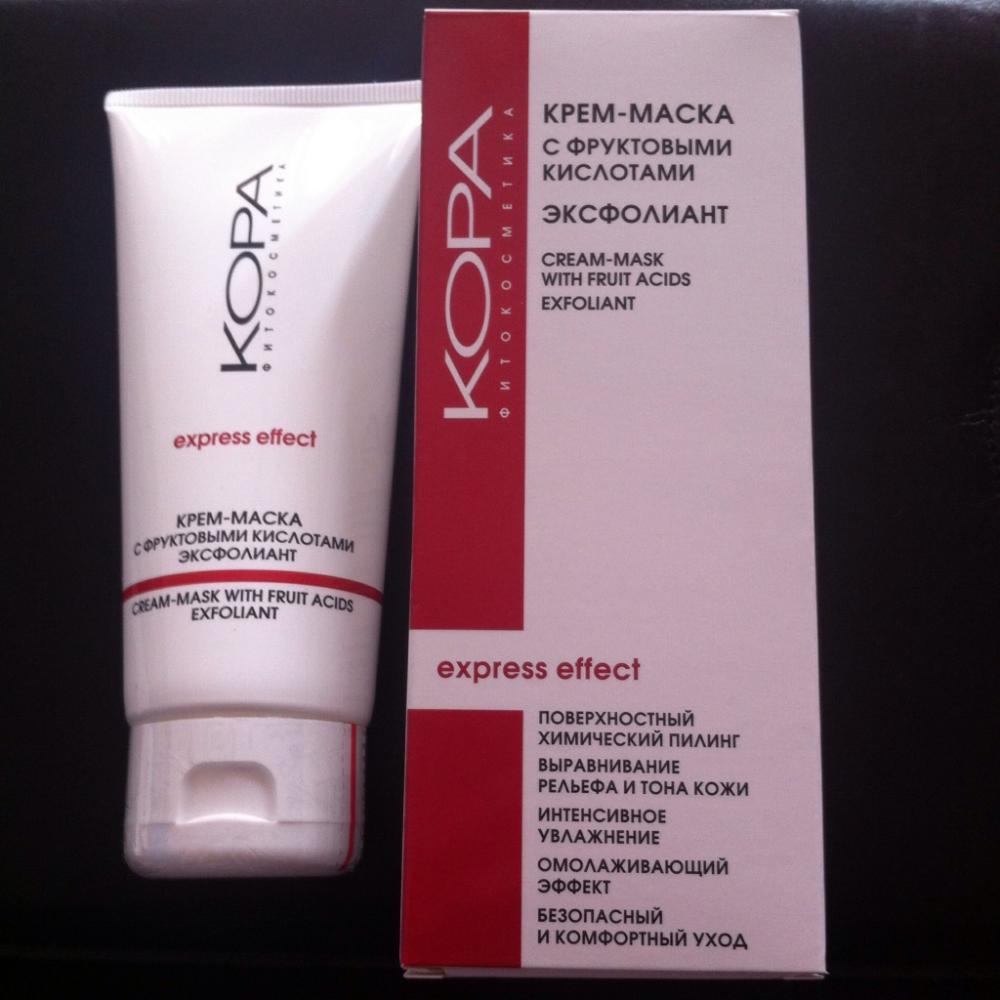 КОРА
ФИТОКОСМЕТИКА
express effect
КРЕМ-МАСКА
С ФРУКТОВЫМИ КИСЛОТАМИ
ЭКСФОЛИАНТ
CREAM-MASK WITH FRUIT ACIDS
EXFOLIANT
КОРА
ФИТОКОСМЕТИКА
КРЕМ-МАСКА
С ФРУКТОВЫМИ
КИСЛОТАМИ
ЭКСФОЛИАНТ
CREAM-MASK
WITH FRUIT ACIDS
EXFOLIANT
express effect
ПОВЕРХНОСТНЫЙ
ХИМИЧЕСКИЙ ПИЛИНГ
ВЫРАВНИВАНИЕ
РЕЛЬЕФА И ТОНА КОЖИ
ИНТЕНСИВНОЕ
УВЛАЖНЕНИЕ
ОМОЛАЖИВАЮЩИЙ
ЭФФЕКТ
БЕЗОПАСНЫЙ
И КОМФОРТНЫЙ УХОД